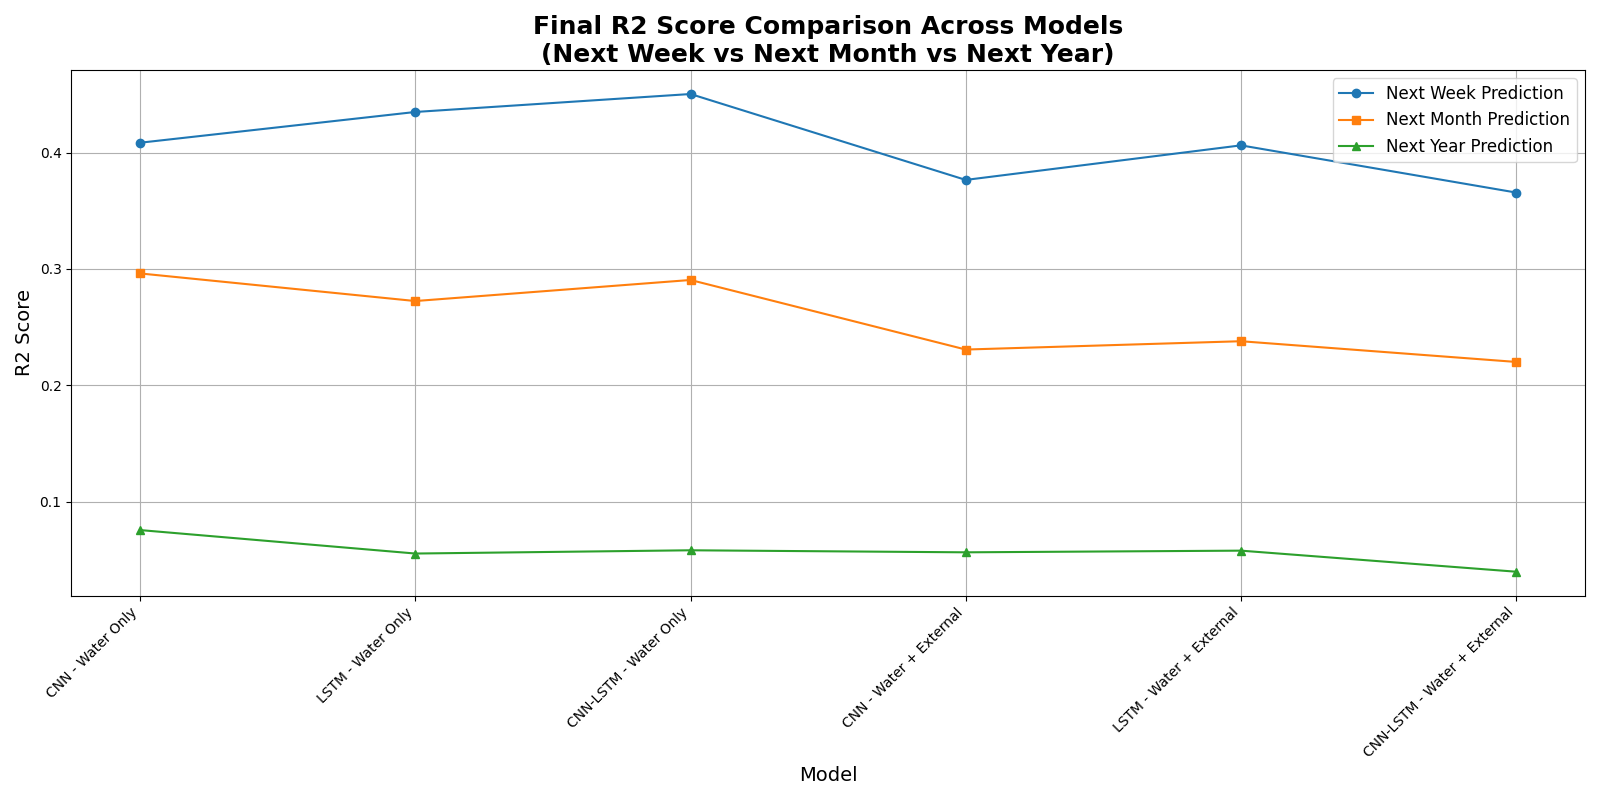 Final R2 Score Comparison Across Models
(Next Week vs Next Month vs Next Year)
Next Week Prediction
Next Month Prediction
Next Year Prediction
R2 Score
0.4
0.3
0.2
0.1
CNN - Water Only
LSTM - Water Only
CNN-LSTM - Water Only
CNN - Water + External
LSTM - Water + External
CNN-LSTM - Water + External
Model